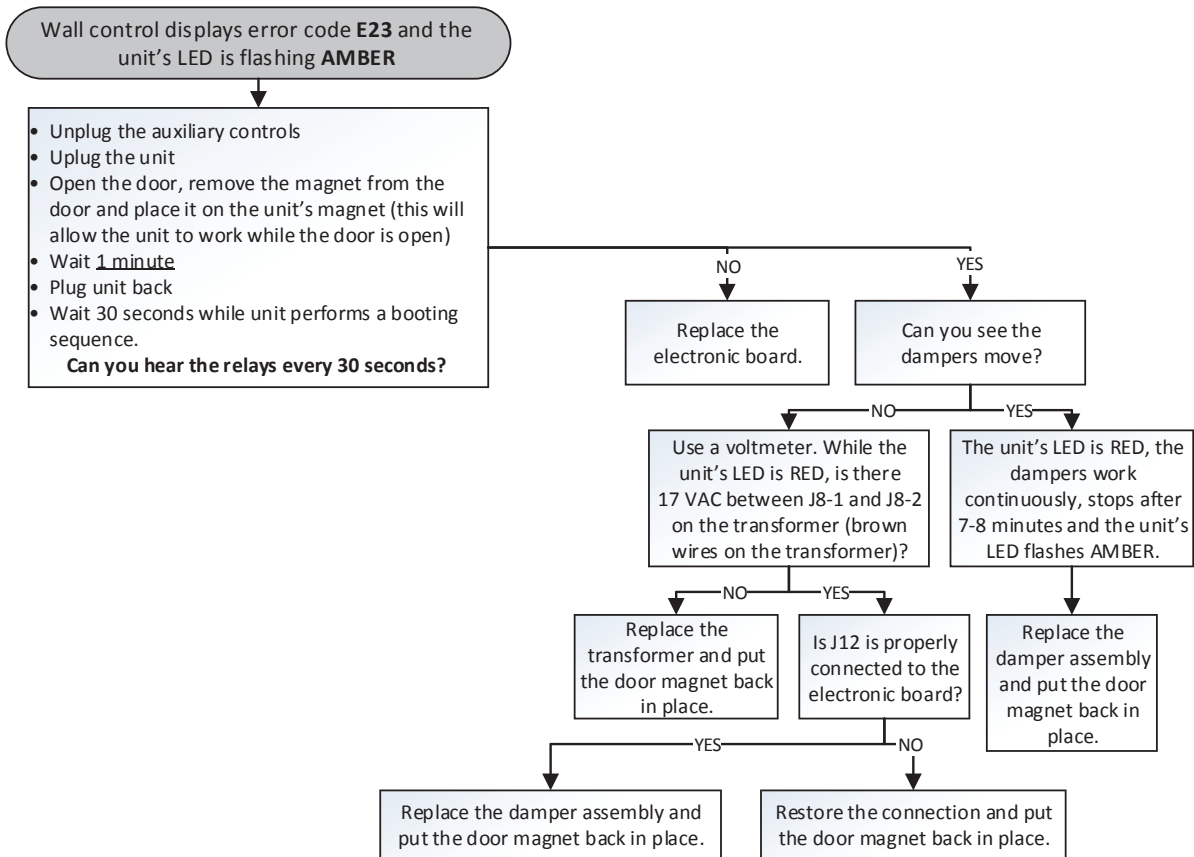 Wall control displays error code E23 and the
unit's LED is flashing AMBER
• Unplug the auxiliary controls
• Uplug the unit
• Open the door, remove the magnet from the
door and place it on the unit's magnet (this will
allow the unit to work while the door is open)
• Wait 1 minute
• Plug unit back
• Wait 30 seconds while unit performs a booting
sequence.
Can you hear the relays every 30 seconds?
NO
YES
Replace the
electronic board.
Can you see the
dampers move?
NO
YES
Use a voltmeter. While the
unit's LED is RED, is there
17 VAC between J8-1 and J8-2
on the transformer (brown
wires on the transformer)?
The unit's LED is RED, the
dampers work
continuously, stops after
7-8 minutes and the unit's
LED flashes AMBER.
NO
YES
Replace the
transformer and put
the door magnet back
in place.
Is J12 is properly
connected to the
electronic board?
Replace the
damper assembly
and put the door
magnet back in
place.
YES
NO
Replace the damper assembly and
put the door magnet back in place.
Restore the connection and put
the door magnet back in place.